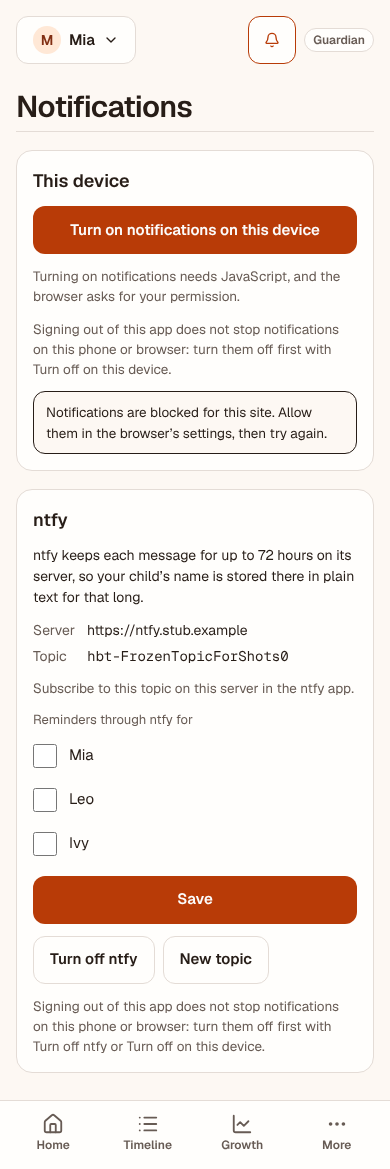 M Mia
Guardian
Notifications
This device
Turn on notifications on this device
Turning on notifications needs JavaScript, and the
browser asks for your permission.
Signing out of this app does not stop notifications
on this phone or browser: turn them off first with
Turn off on this device.
Notifications are blocked for this site. Allow
them in the browser’s settings, then try again.
ntfy
ntfy keeps each message for up to 72 hours on its
server, so your child’s name is stored there in plain
text for that long.
Server https://ntfy.stub.example
Topic hbt-FrozenTopicForShots0
Subscribe to this topic on this server in the ntfy app.
Reminders through ntfy for
Mia
Leo
Ivy
Save
Turn off ntfy New topic
Signing out of this app does not stop notifications
on this phone or browser: turn them off first with
Turn off ntfy or Turn off on this device.
Home Timeline Growth More